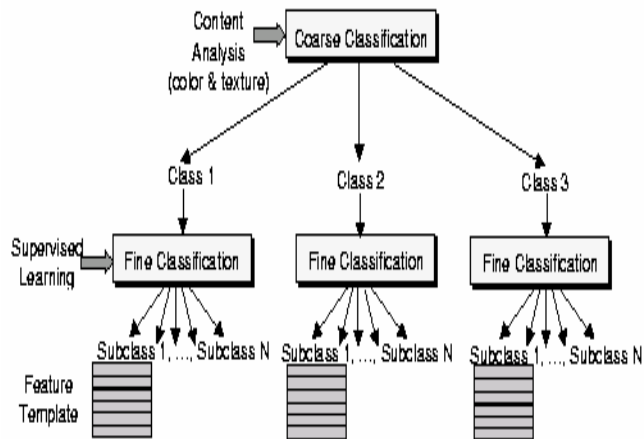 Content
Analysis
(color & texture)
Coarse Classification
Class 1
Class 2
Class 3
Supervised
Learning
Fine Classification
Fine Classification
Fine Classification
Subclass 1, ..., Subclass N
Subclass 1, ..., Subclass N
Subclass 1, ..., Subclass N
Feature
Template